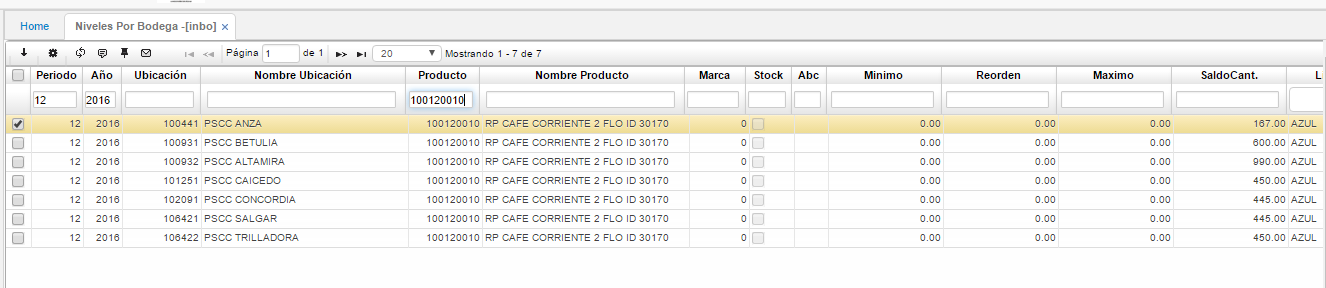 Home Niveles Por Bodega -[inbo] ×
Página 1 de 1 20 Mostrando 1 - 7 de 7
Periodo Año Ubicación Nombre Ubicación Producto Nombre Producto Marca Stock Abc Minimo Reorden Maximo SaldoCant.
12 2016 100120010
12 2016 100441 PSCC ANZA 100120010 RP CAFE CORRIENTE 2 FLO ID 30170 0 0.00 0.00 0.00 167.00 AZUL
12 2016 100931 PSCC BETULIA 100120010 RP CAFE CORRIENTE 2 FLO ID 30170 0 0.00 0.00 0.00 600.00 AZUL
12 2016 100932 PSCC ALTAMIRA 100120010 RP CAFE CORRIENTE 2 FLO ID 30170 0 0.00 0.00 0.00 990.00 AZUL
12 2016 101251 PSCC CAICEDO 100120010 RP CAFE CORRIENTE 2 FLO ID 30170 0 0.00 0.00 0.00 450.00 AZUL
12 2016 102091 PSCC CONCORDIA 100120010 RP CAFE CORRIENTE 2 FLO ID 30170 0 0.00 0.00 0.00 445.00 AZUL
12 2016 106421 PSCC SALGAR 100120010 RP CAFE CORRIENTE 2 FLO ID 30170 0 0.00 0.00 0.00 445.00 AZUL
12 2016 106422 PSCC TRILLADORA 100120010 RP CAFE CORRIENTE 2 FLO ID 30170 0 0.00 0.00 0.00 450.00 AZUL